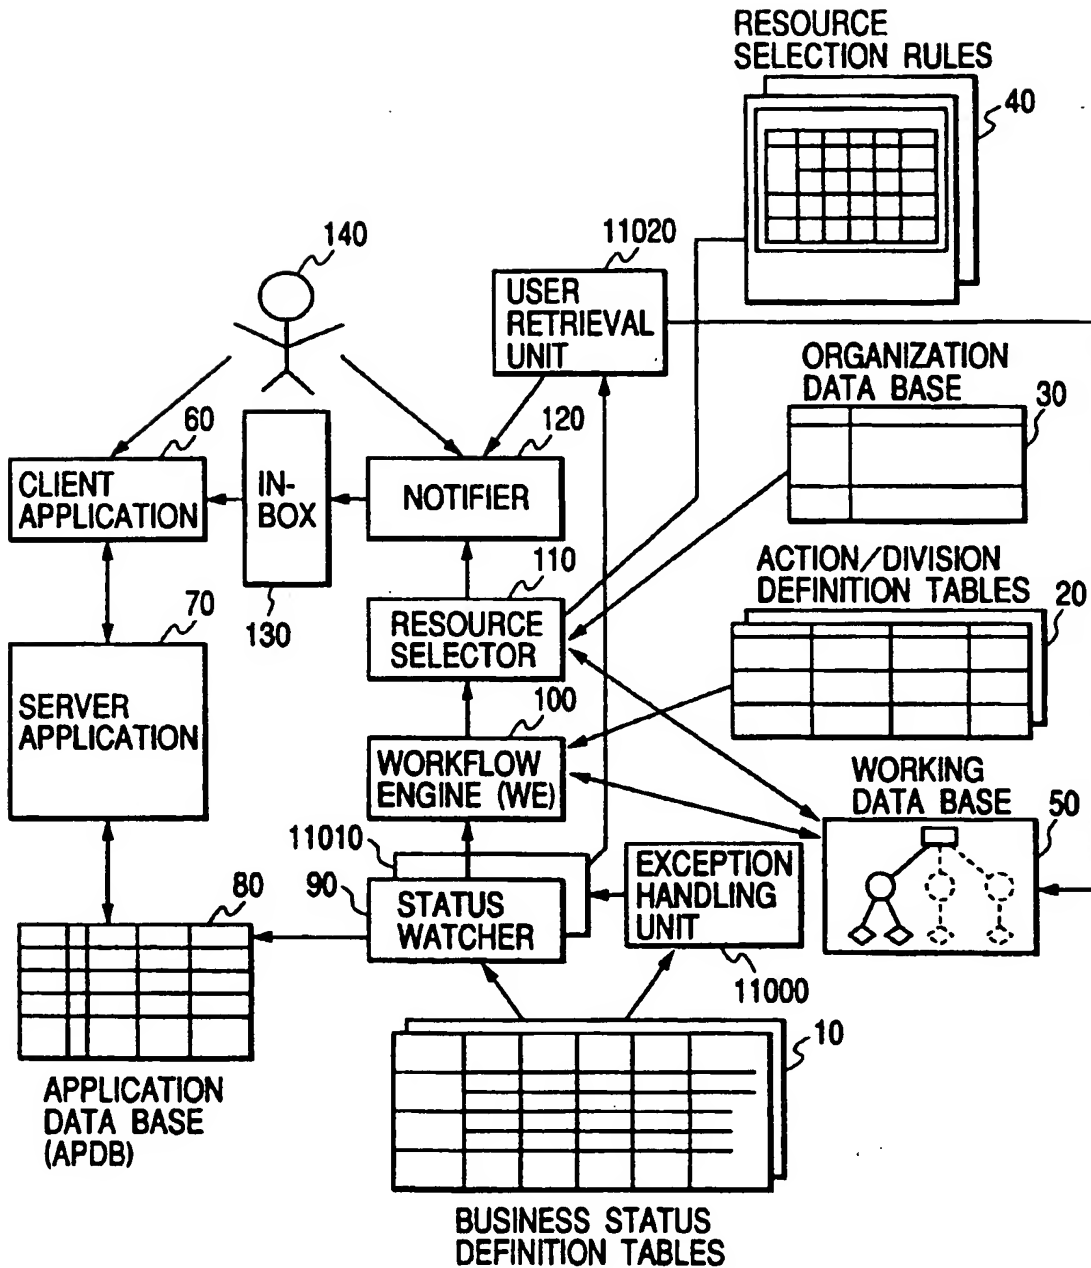 RESOURCE
SELECTION RULES
40
140
11020
USER
RETRIEVAL
UNIT
ORGANIZATION
DATA BASE
30
60
CLIENT
APPLICATION
IN-
BOX
130
120
NOTIFIER
110
RESOURCE
SELECTOR
ACTION/DIVISION
DEFINITION TABLES
20
70
SERVER
APPLICATION
100
WORKFLOW
ENGINE (WE)
WORKING
DATA BASE
50
11010
90
STATUS
WATCHER
EXCEPTION
HANDLING
UNIT
11000
80
APPLICATION
DATA BASE
(APDB)
10
BUSINESS STATUS
DEFINITION TABLES